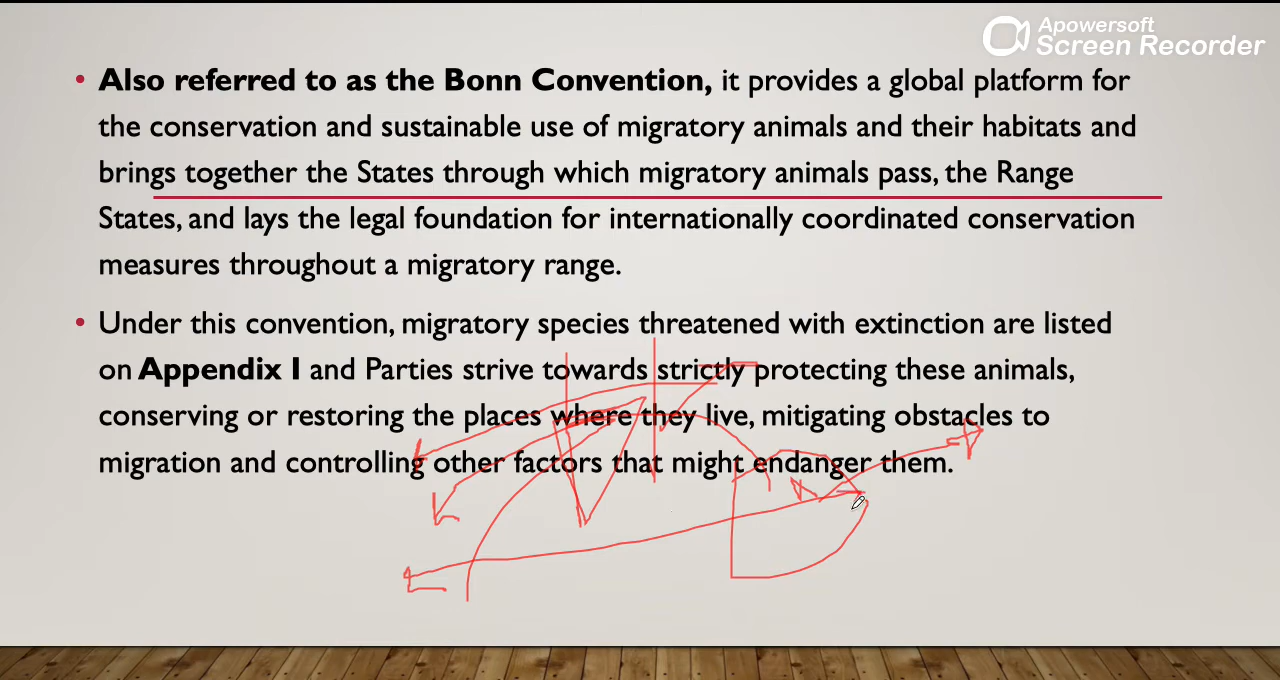 Apowersoft
Screen Recorder
• Also referred to as the Bonn Convention, it provides a global platform for
the conservation and sustainable use of migratory animals and their habitats and
brings together the States through which migratory animals pass, the Range
States, and lays the legal foundation for internationally coordinated conservation
measures throughout a migratory range.
• Under this convention, migratory species threatened with extinction are listed
on Appendix I and Parties strive towards strictly protecting these animals,
conserving or restoring the places where they live, mitigating obstacles to
migration and controlling other factors that might endanger them.